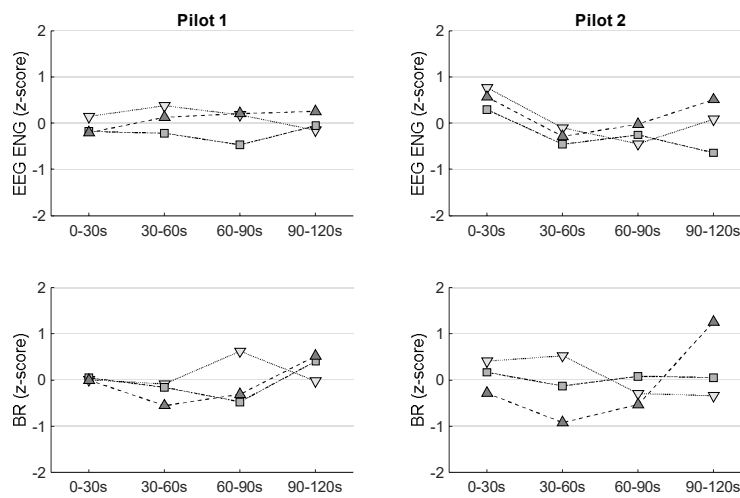 Pilot 1
2
1
0
-1
-2
EEG ENG (z-score)
0-30s 30-60s 60-90s 90-120s
Pilot 2
2
1
0
-1
-2
EEG ENG (z-score)
0-30s 30-60s 60-90s 90-120s
2
1
0
-1
-2
BR (z-score)
0-30s 30-60s 60-90s 90-120s
2
1
0
-1
-2
BR (z-score)
0-30s 30-60s 60-90s 90-120s